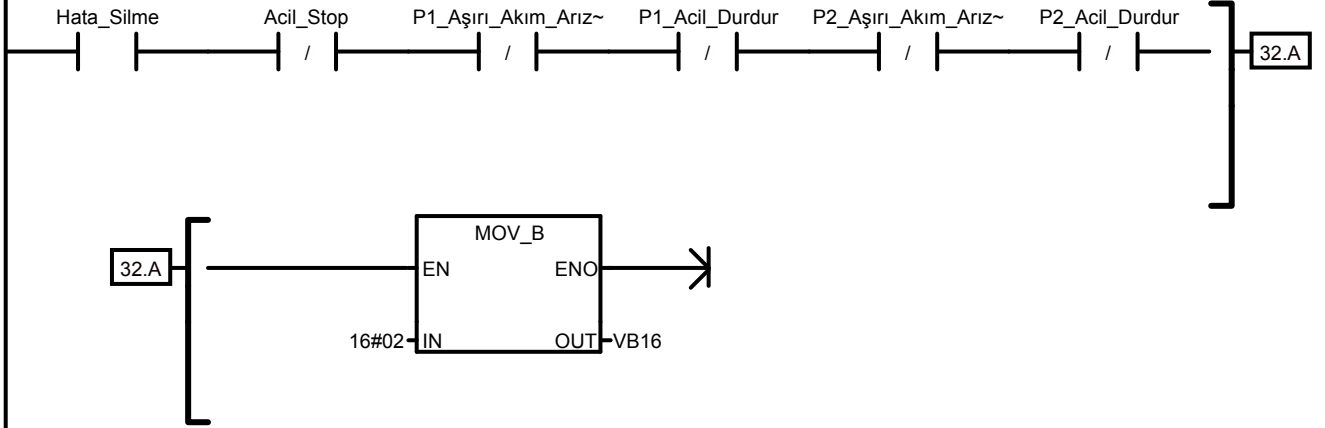 Hata_Silme Acil_Stop P1_Aşırı_Akım_Arız~ P1_Acil_Durdur P2_Aşırı_Akım_Arız~ P2_Acil_Durdur
/ / / / / 32.A
MOV_B
32.A EN ENO
16#02 IN OUT VB16